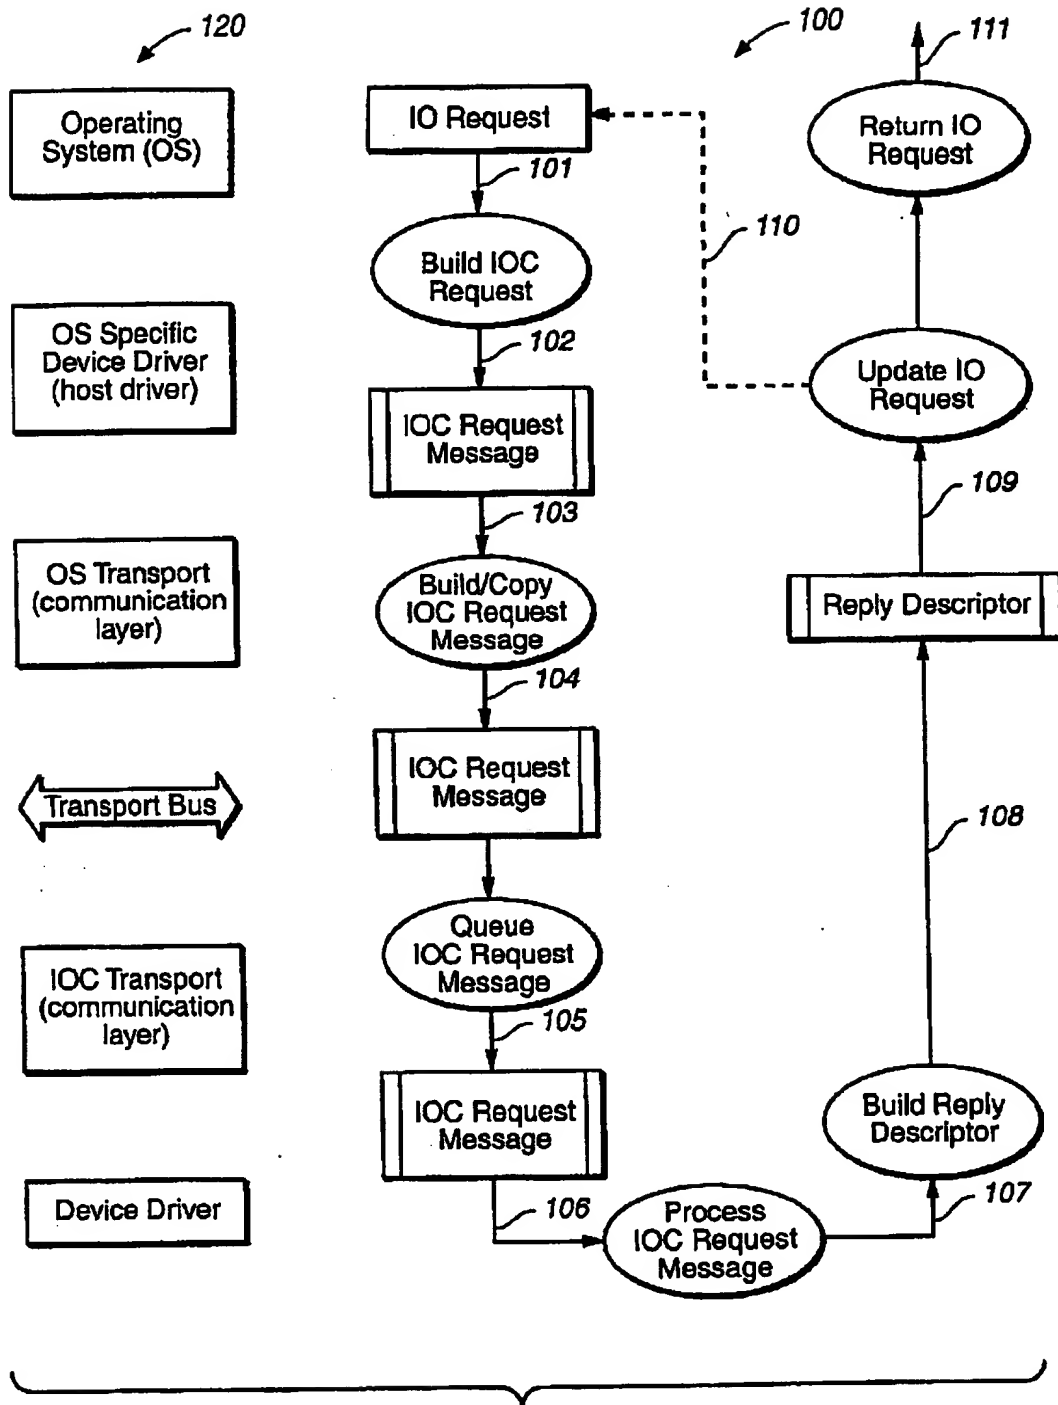 120
100
111
Operating
System (OS)
IO Request
Return IO
Request
101
110
Build IOC
Request
OS Specific
Device Driver
(host driver)
102
Update IO
Request
IOC Request
Message
109
103
OS Transport
(communication
layer)
Build/Copy
IOC Request
Message
Reply Descriptor
104
Transport Bus
IOC Request
Message
108
Queue
IOC Request
Message
IOC Transport
(communication
layer)
105
IOC Request
Message
Build Reply
Descriptor
Device Driver
106
Process
IOC Request
Message
107